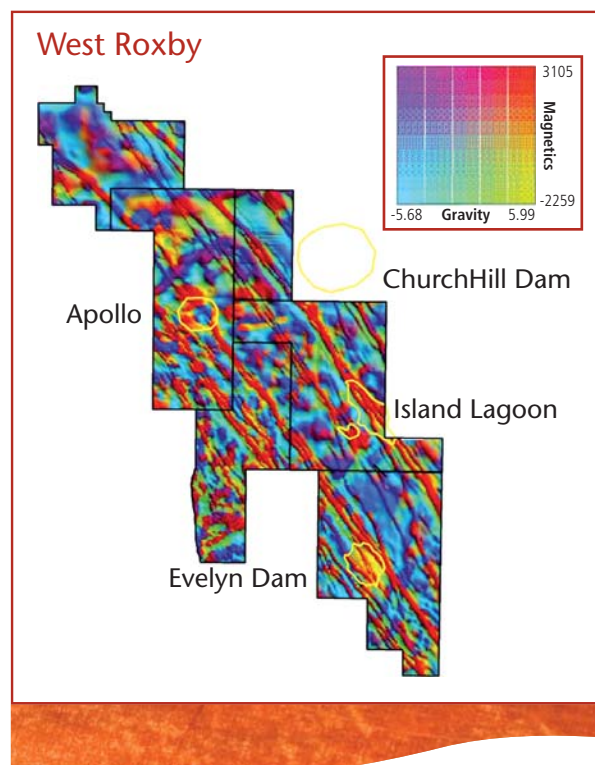 West Roxby
3105
Magnetics
-2259
-5.68 Gravity 5.99
ChurchHill Dam
Apollo
Island Lagoon
Evelyn Dam